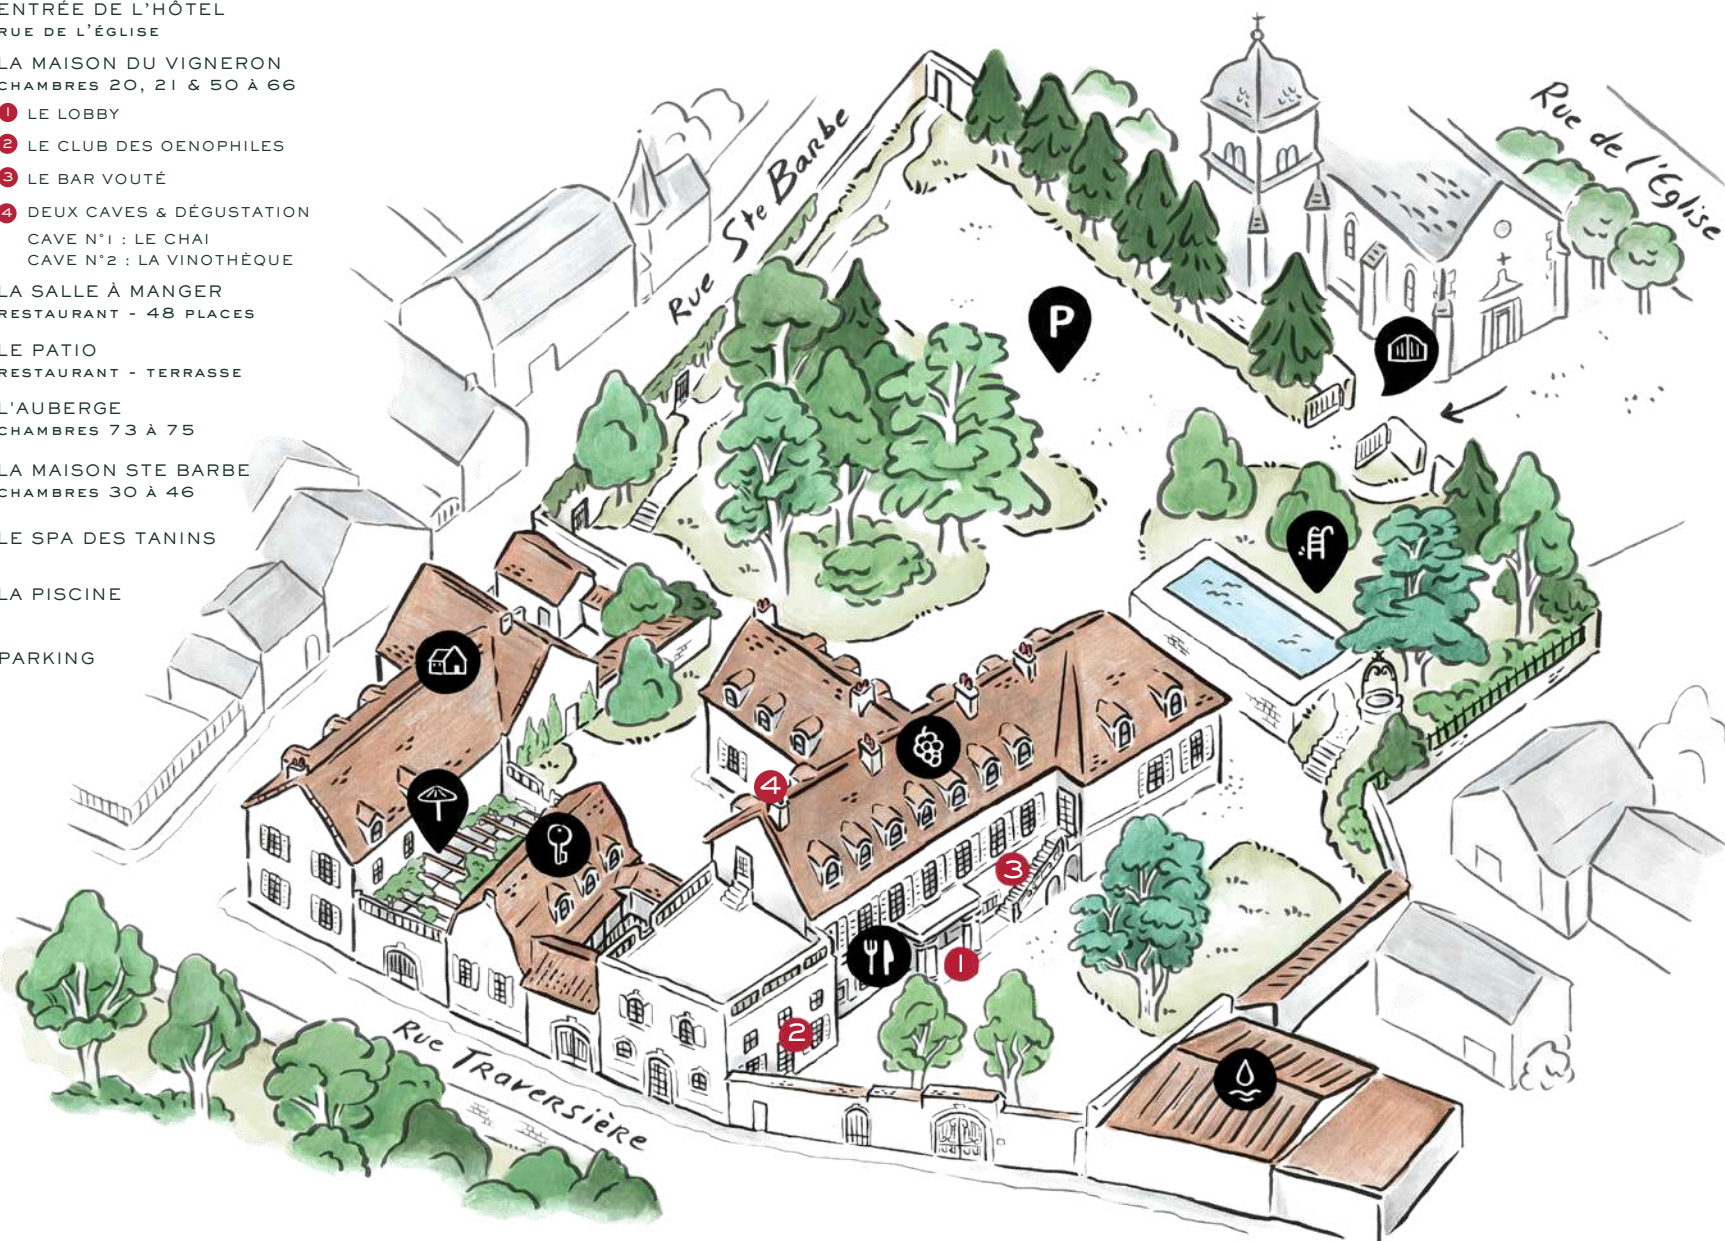 ENTRÉE DE L'HÔTEL
RUE DE L'ÉGLISE
LA MAISON DU VIGNERON
CHAMBRES 20, 21 & 50 À 66
1 LE LOBBY
2 LE CLUB DES OENOPHILES
3 LE BAR VOUTÉ
4 DEUX CAVES & DÉGUSTATION
CAVE N°1 : LE CHAI
CAVE N°2 : LA VINOTHÈQUE
LA SALLE À MANGER
RESTAURANT - 48 PLACES
LE PATIO
RESTAURANT - TERRASSE
L'AUBERGE
CHAMBRES 73 À 75
LA MAISON STE BARBE
CHAMBRES 30 À 46
LE SPA DES TANINS
LA PISCINE
PARKING
Rue Ste Barbe
Rue de l'Eglise
P
4
3
1
2
Rue Traversière